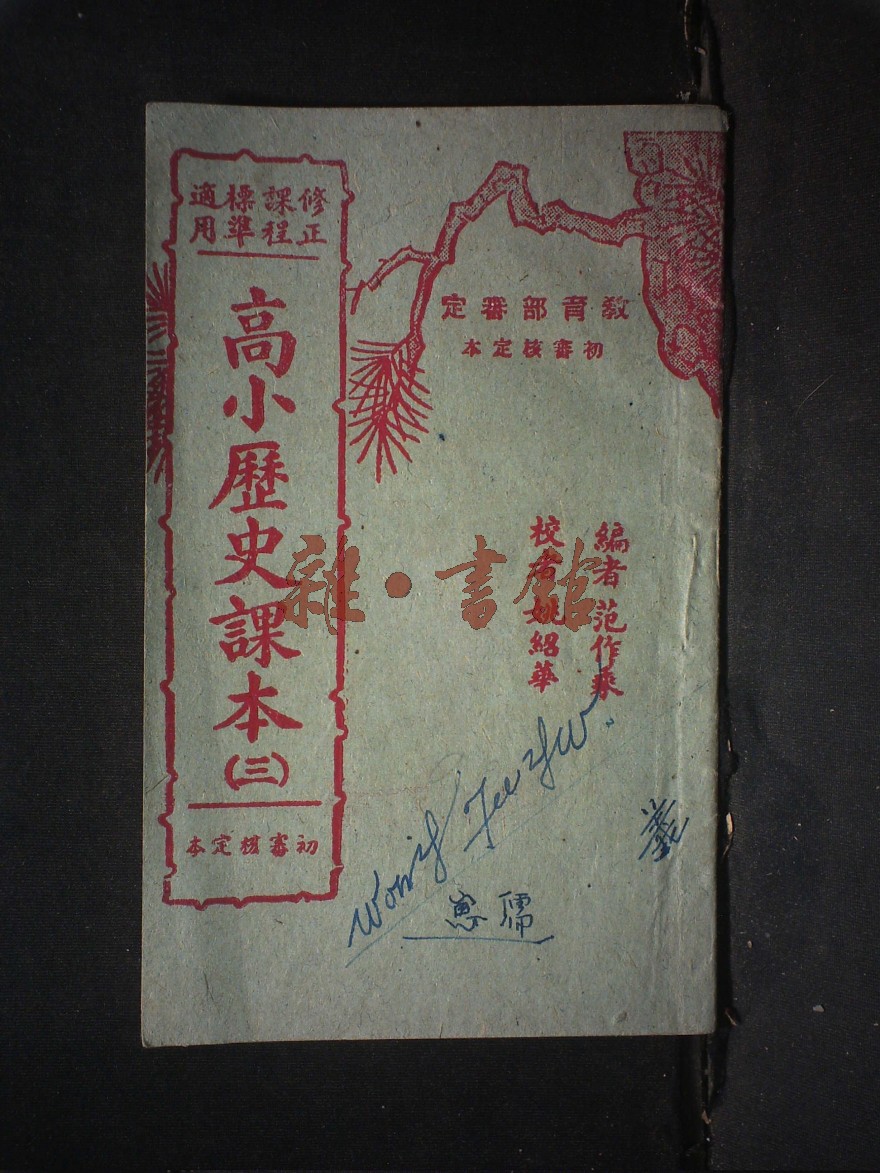 修正課程標準適用
高小歷史課本
(三)
初審核定本
教育部審定
初審核定本
編者 范作乘
校者 姚紹華
雜·書館
Wong
儒